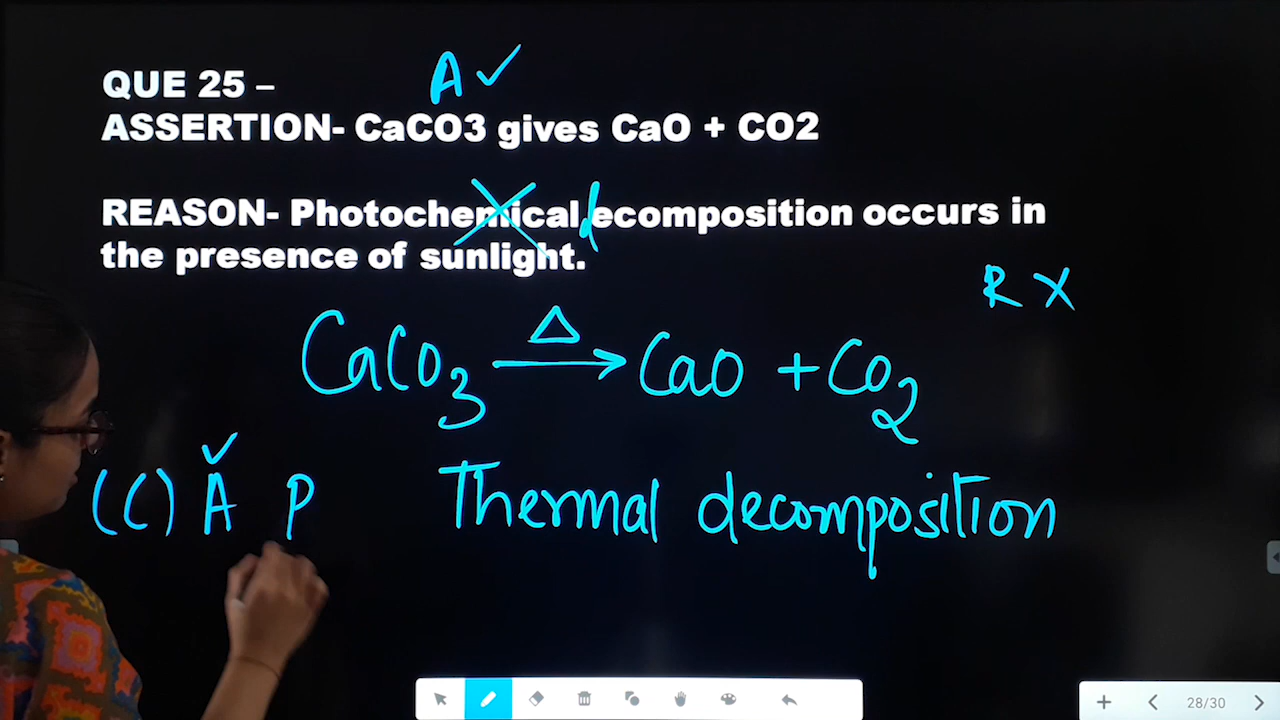 QUE 25 –
A ✓
ASSERTION- CaCO3 gives CaO + CO2
REASON- Photochemical decomposition occurs in
the presence of sunlight.
R X
CaCO3 Δ → CaO + CO2
(C) A ✓ P
Thermal decomposition
28/30